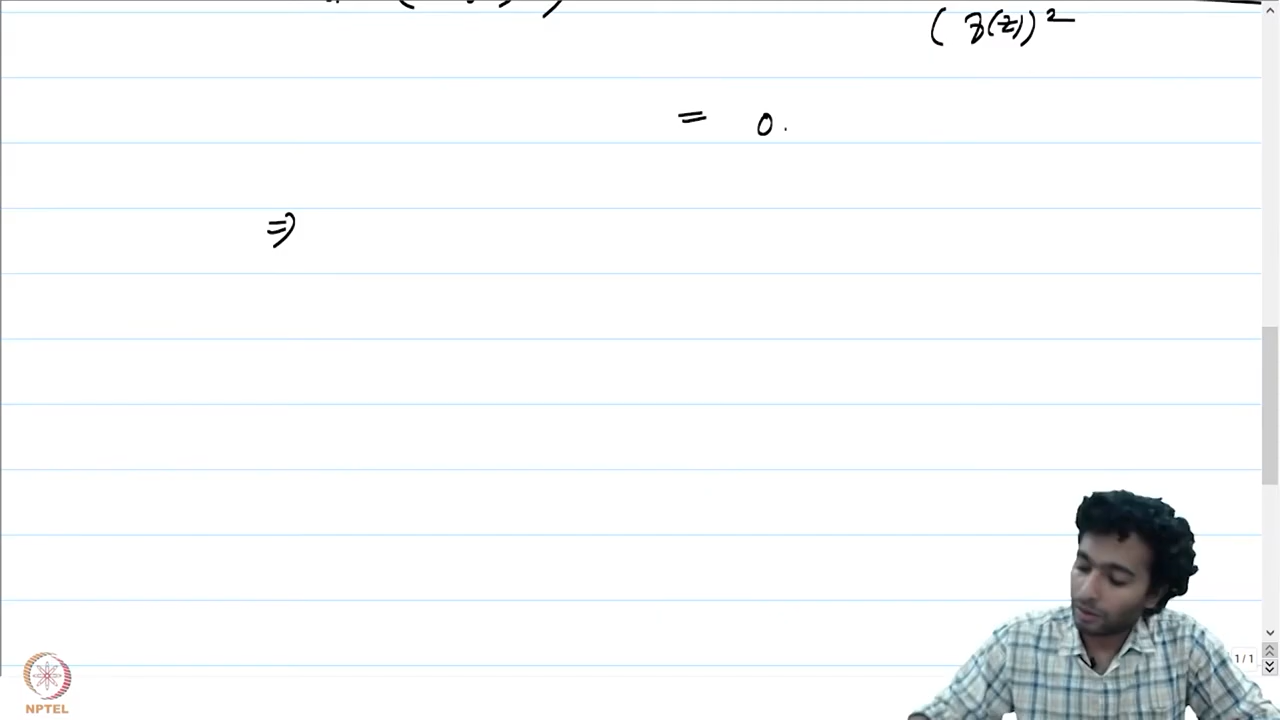 ( z(z) )²
= 0.
⇒
1/1
NPTEL